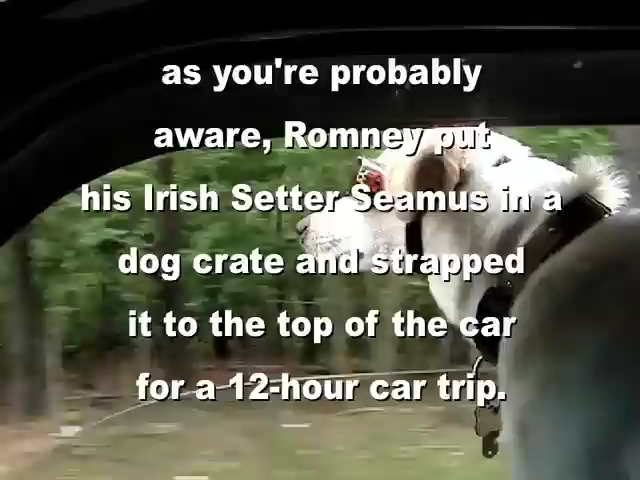 as you're probably
aware, Romney put
his Irish Setter Seamus in a
dog crate and strapped
it to the top of the car
for a 12-hour car trip.